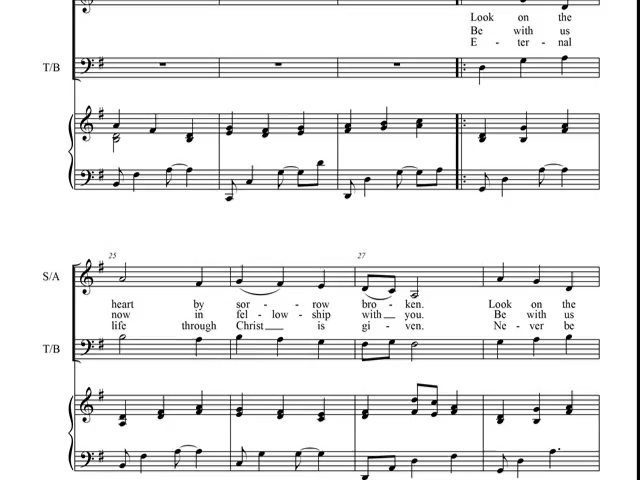 Look on the
Be with us
E - ter - nal
T/B
25 27
S/A
heart by sor - row bro - ken. Look on the
now in fel - low - ship with you. Be with us
life through Christ is gi - ven. Ne - ver be
T/B